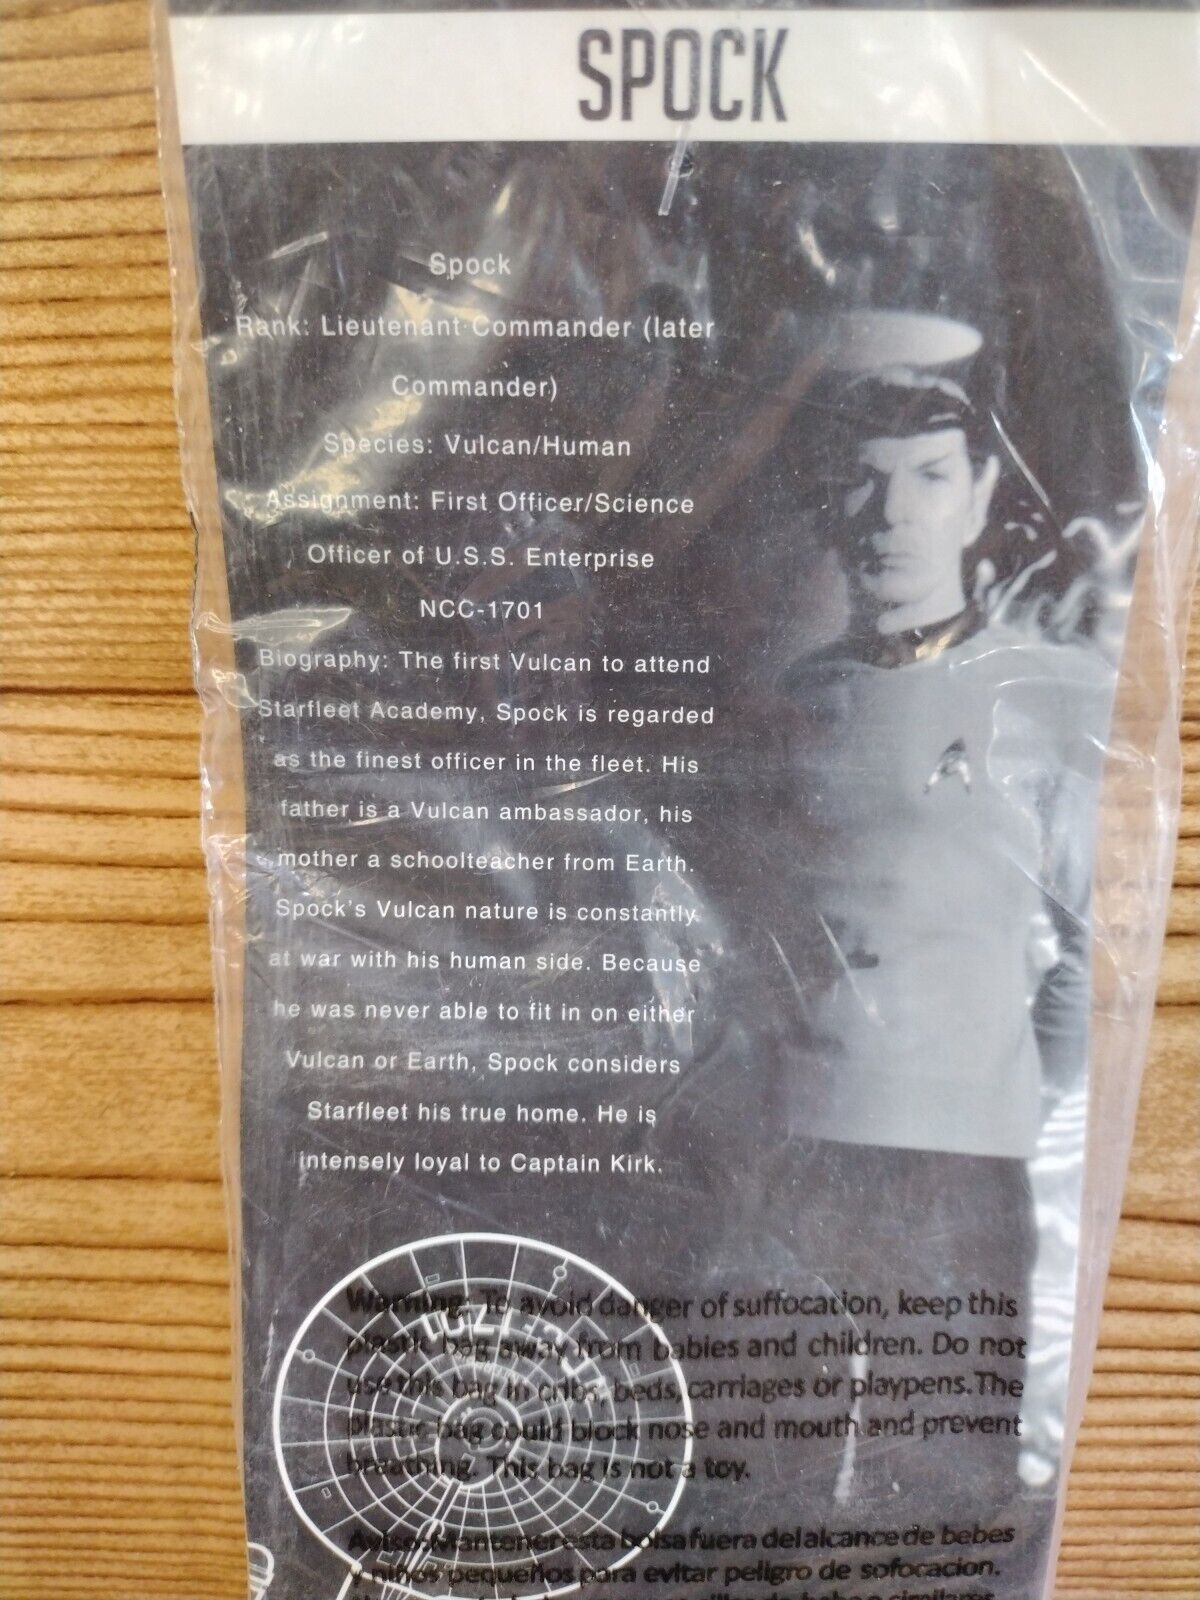 SPOCK
Spock
Rank: Lieutenant Commander (later
Commander)
Species: Vulcan/Human
Assignment: First Officer/Science
Officer of U.S.S. Enterprise
NCC-1701
Biography: The first Vulcan to attend
Starfleet Academy, Spock is regarded
as the finest officer in the fleet. His
father is a Vulcan ambassador, his
mother a schoolteacher from Earth.
Spock's Vulcan nature is constantly
at war with his human side. Because
he was never able to fit in on either
Vulcan or Earth, Spock considers
Starfleet his true home. He is
intensely loyal to Captain Kirk.
Warning: To avoid danger of suffocation, keep this
plastic bag away from babies and children. Do not
use this bag in cribs, beds, carriages or playpens. The
plastic bag could block nose and mouth and prevent
breathing. This bag is not a toy.
Aviso: Mantener esta bolsa fuera del alcance de bebes
y niños pequeños para evitar peligro de sofocacion.